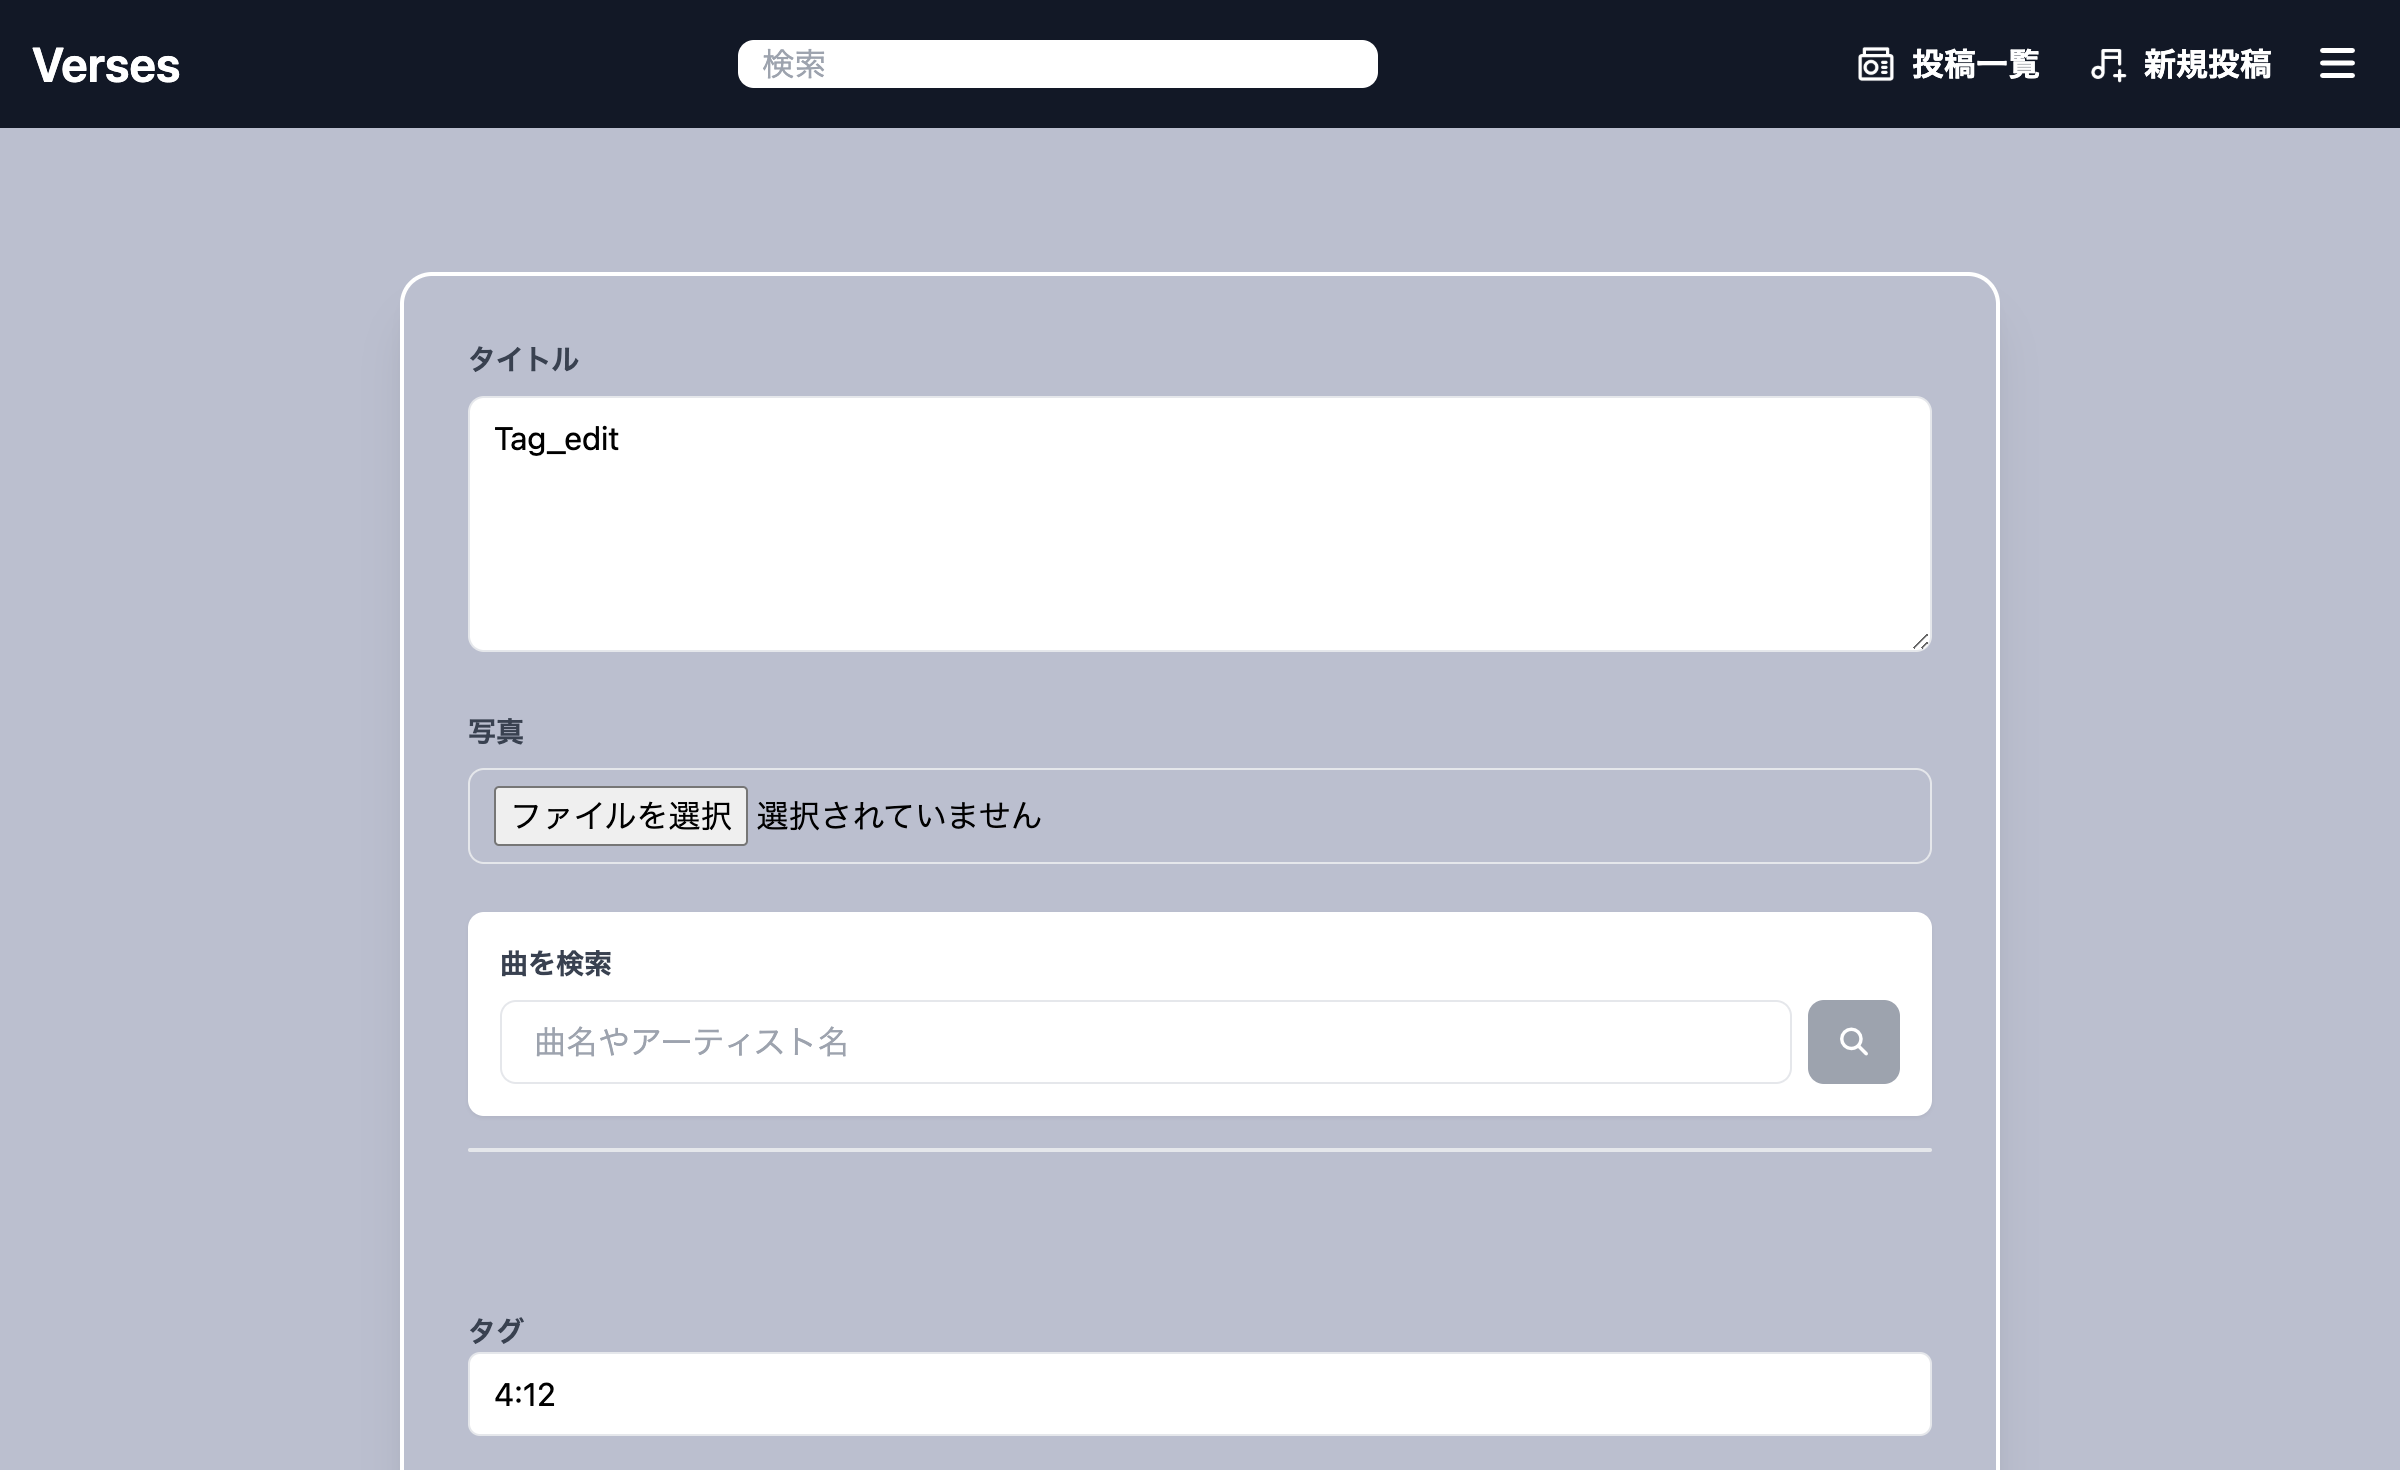 Verses
検索
投稿一覧
新規投稿
タイトル
Tag_edit
写真
ファイルを選択 選択されていません
曲を検索
曲名やアーティスト名
タグ
4:12